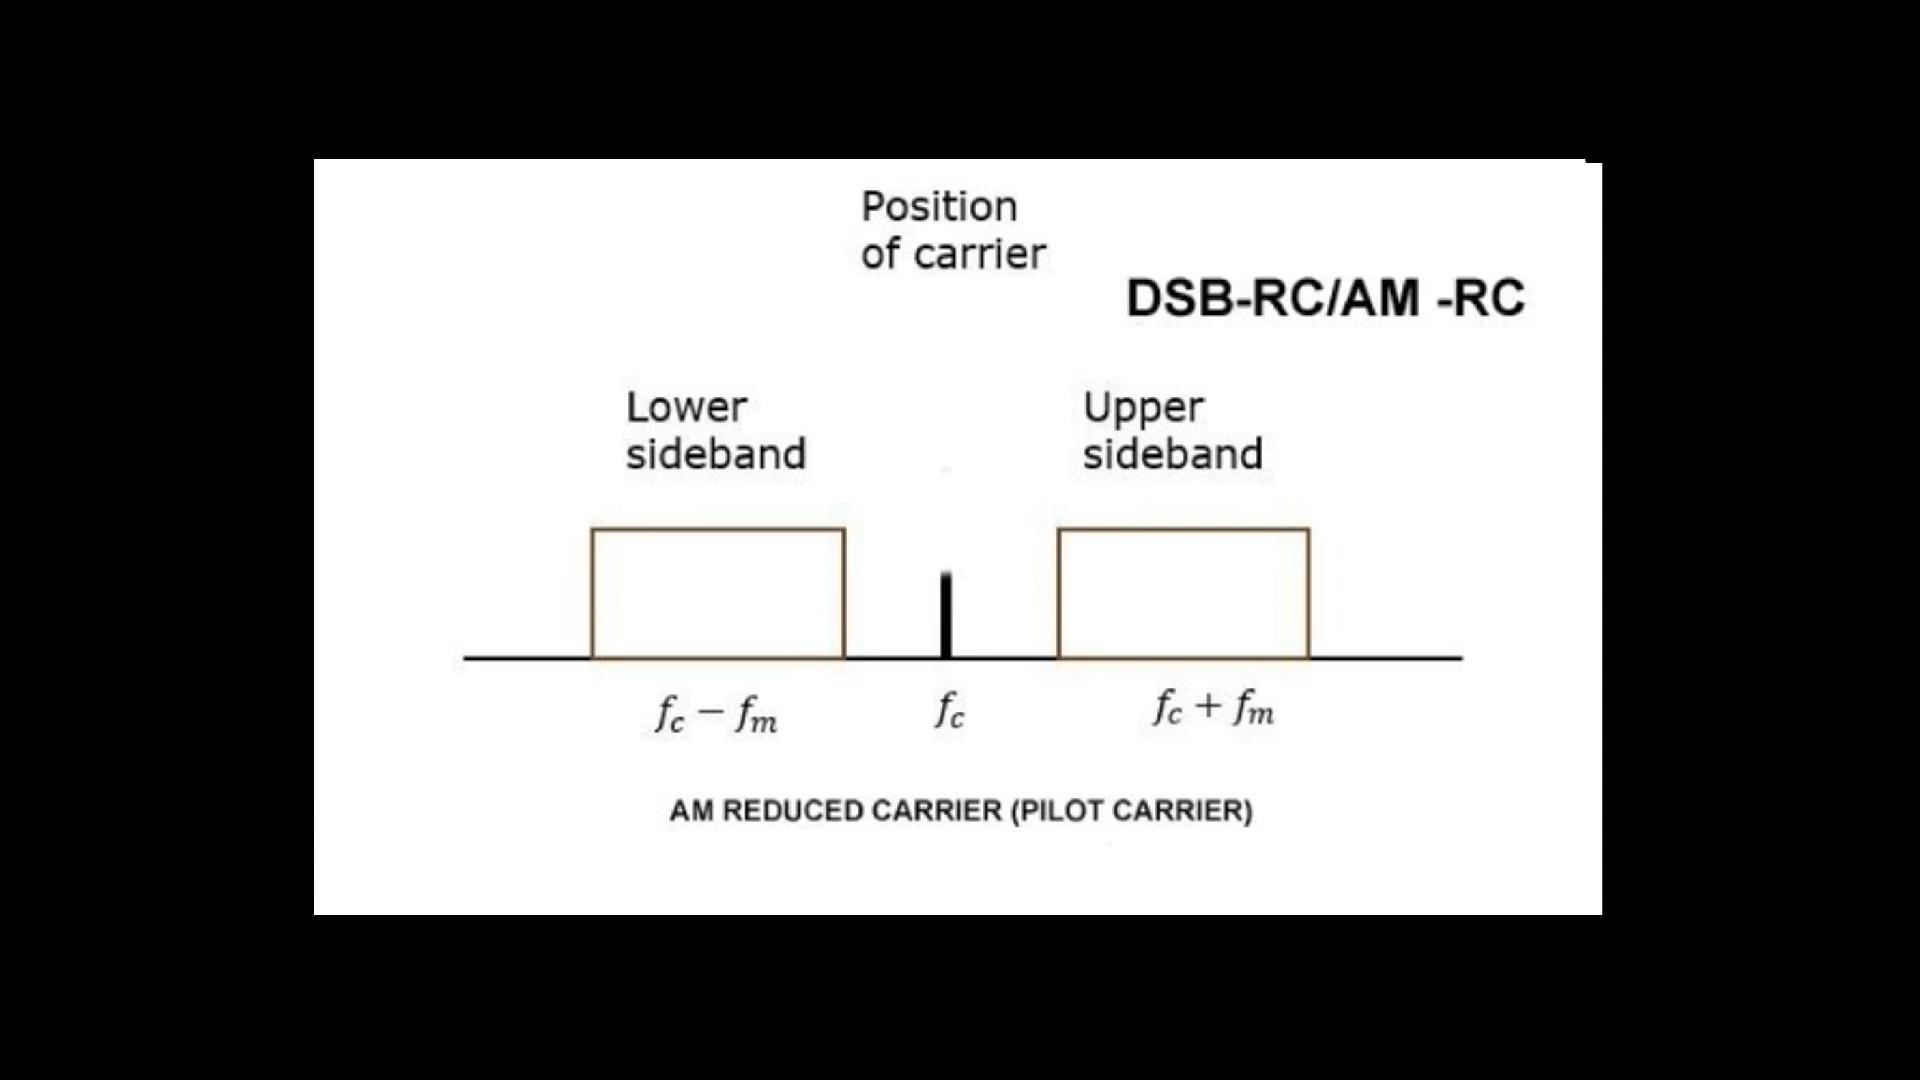 Position
of carrier
DSB-RC/AM -RC
Lower
sideband
Upper
sideband
fc − fm
fc
fc + fm
AM REDUCED CARRIER (PILOT CARRIER)